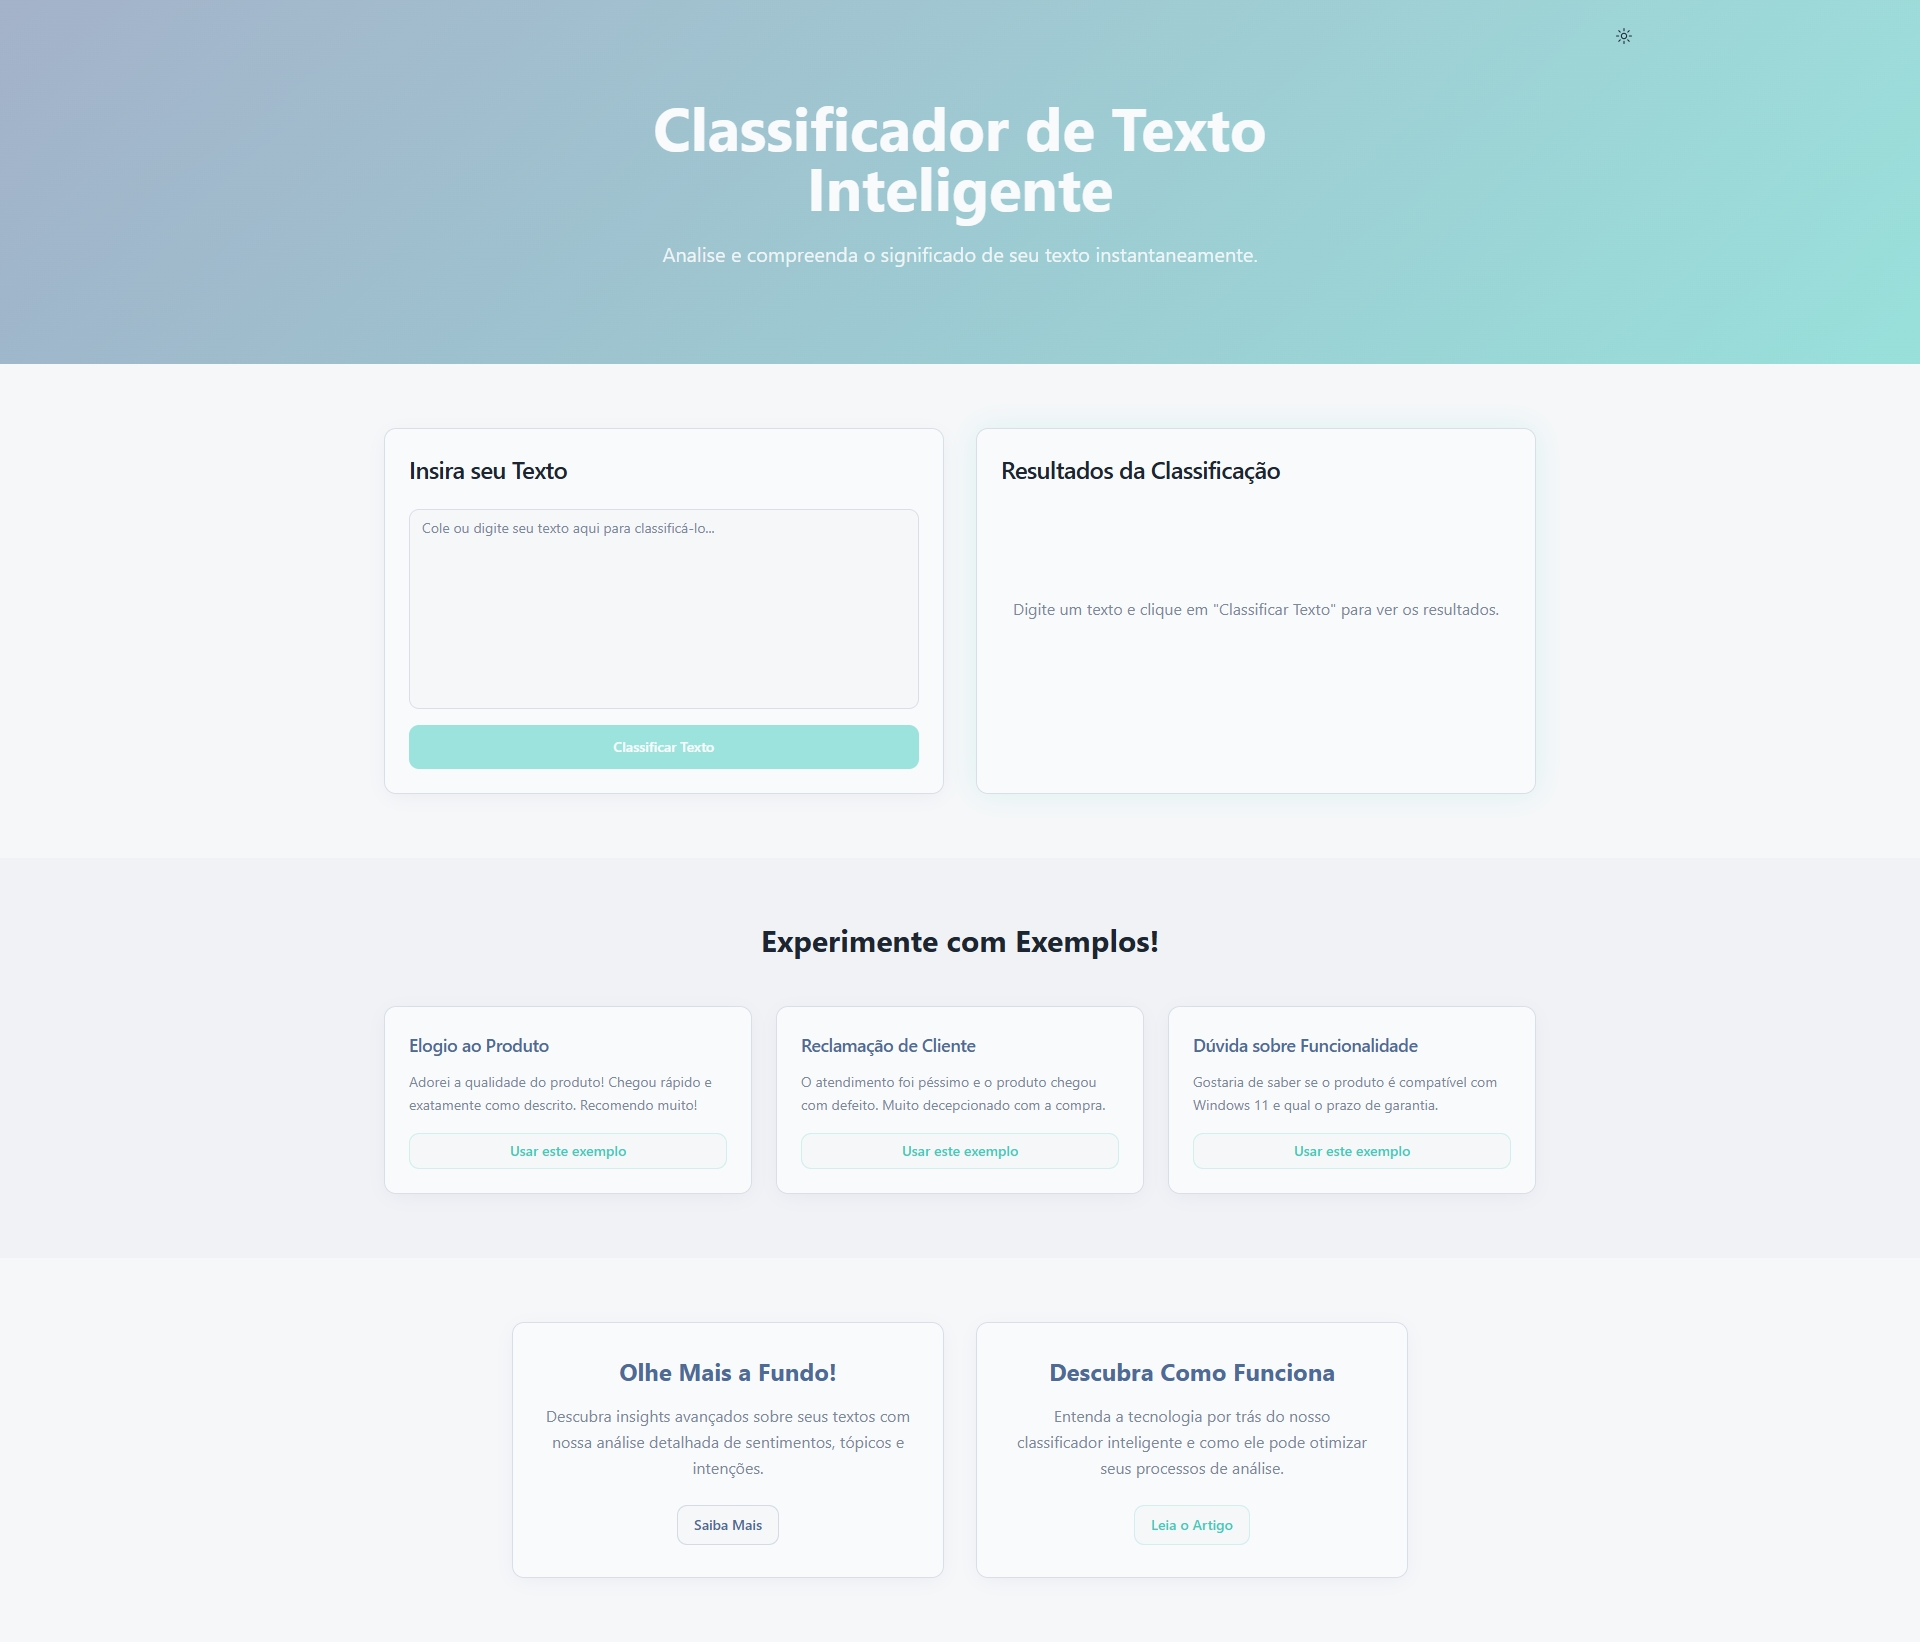 Classificador de Texto
Inteligente
Analise e compreenda o significado de seu texto instantaneamente.
Insira seu Texto
Cole ou digite seu texto aqui para classificá-lo...
Classificar Texto
Resultados da Classificação
Digite um texto e clique em "Classificar Texto" para ver os resultados.
Experimente com Exemplos!
Elogio ao Produto
Adorei a qualidade do produto! Chegou rápido e
exatamente como descrito. Recomendo muito!
Usar este exemplo
Reclamação de Cliente
O atendimento foi péssimo e o produto chegou
com defeito. Muito decepcionado com a compra.
Usar este exemplo
Dúvida sobre Funcionalidade
Gostaria de saber se o produto é compatível com
Windows 11 e qual o prazo de garantia.
Usar este exemplo
Olhe Mais a Fundo!
Descubra insights avançados sobre seus textos com
nossa análise detalhada de sentimentos, tópicos e
intenções.
Saiba Mais
Descubra Como Funciona
Entenda a tecnologia por trás do nosso
classificador inteligente e como ele pode otimizar
seus processos de análise.
Leia o Artigo